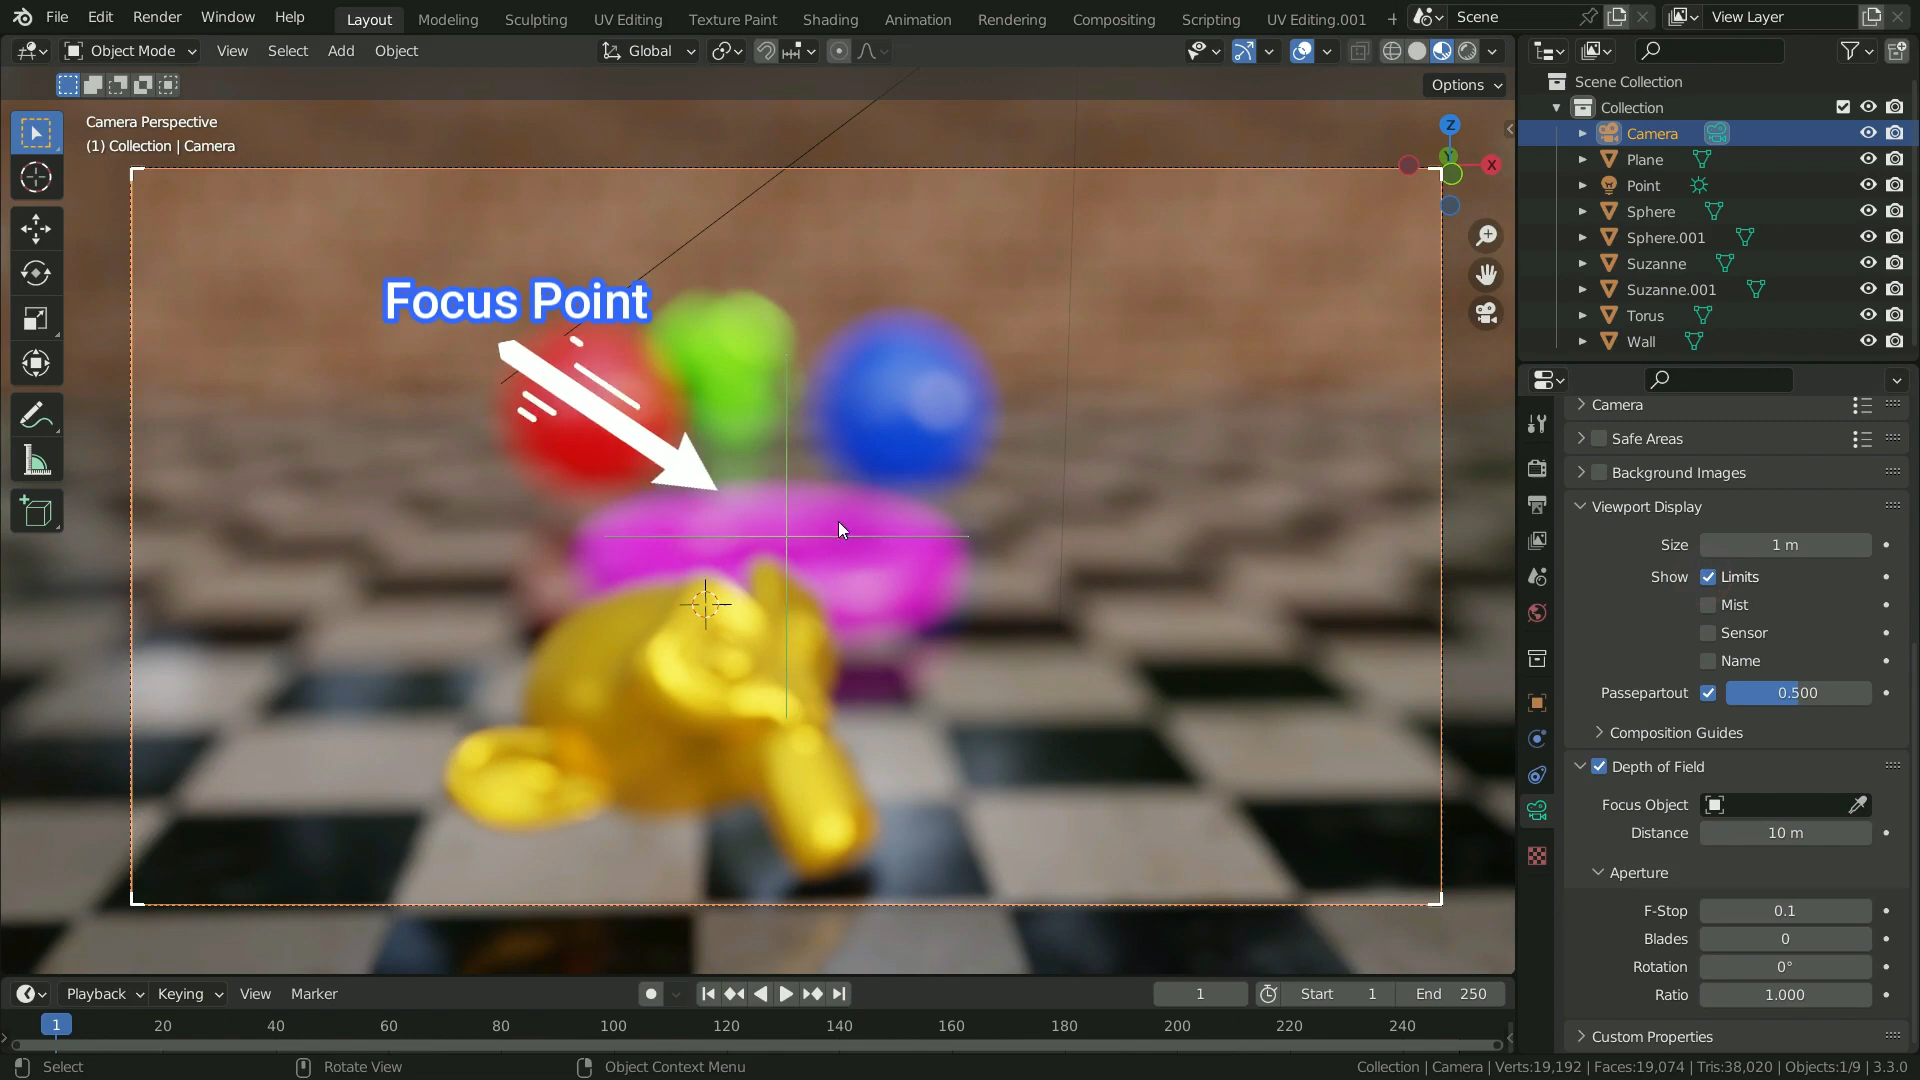 File Edit Render Window Help Layout Modeling Sculpting UV Editing Texture Paint Shading Animation Rendering Compositing Scripting UV Editing.001 + Scene View Layer
Object Mode View Select Add Object Global
Options
Camera Perspective
(1) Collection | Camera
Z
Y
X
Focus Point
Scene Collection
Collection
Camera
Plane
Point
Sphere
Sphere.001
Suzanne
Suzanne.001
Torus
Wall
Camera
Safe Areas
Background Images
Viewport Display
Size 1 m
Show Limits
Mist
Sensor
Name
Passepartout 0.500
Composition Guides
Depth of Field
Focus Object
Distance 10 m
Aperture
F-Stop 0.1
Blades 0
Rotation 0°
Ratio 1.000
Custom Properties
Playback Keying View Marker 1 Start 1 End 250
1 20 40 60 80 100 120 140 160 180 200 220 240
Select Rotate View Object Context Menu Collection | Camera | Verts:19,192 | Faces:19,074 | Tris:38,020 | Objects:1/9 | 3.3.0